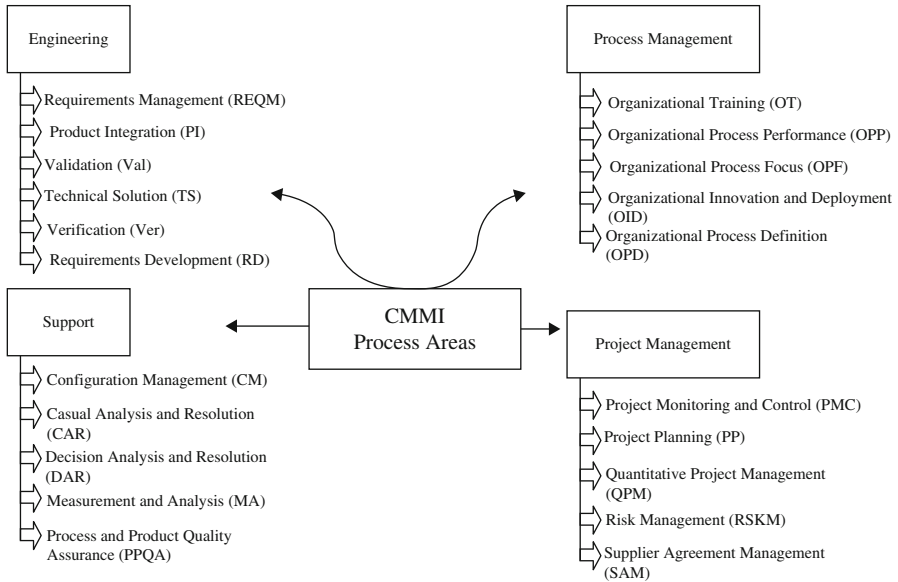 Engineering
Requirements Management (REQM)
Product Integration (PI)
Validation (Val)
Technical Solution (TS)
Verification (Ver)
Requirements Development (RD)
Process Management
Organizational Training (OT)
Organizational Process Performance (OPP)
Organizational Process Focus (OPF)
Organizational Innovation and Deployment
(OID)
Organizational Process Definition
(OPD)
CMMI
Process Areas
Support
Configuration Management (CM)
Casual Analysis and Resolution
(CAR)
Decision Analysis and Resolution
(DAR)
Measurement and Analysis (MA)
Process and Product Quality
Assurance (PPQA)
Project Management
Project Monitoring and Control (PMC)
Project Planning (PP)
Quantitative Project Management
(QPM)
Risk Management (RSKM)
Supplier Agreement Management
(SAM)